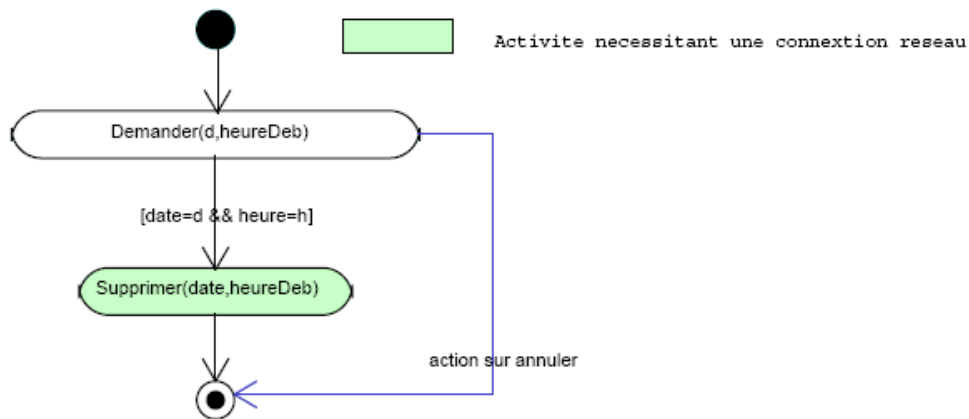 Activite necessitant une connextion reseau
Demander(d,heureDeb)
[date=d && heure=h]
Supprimer(date,heureDeb)
action sur annuler